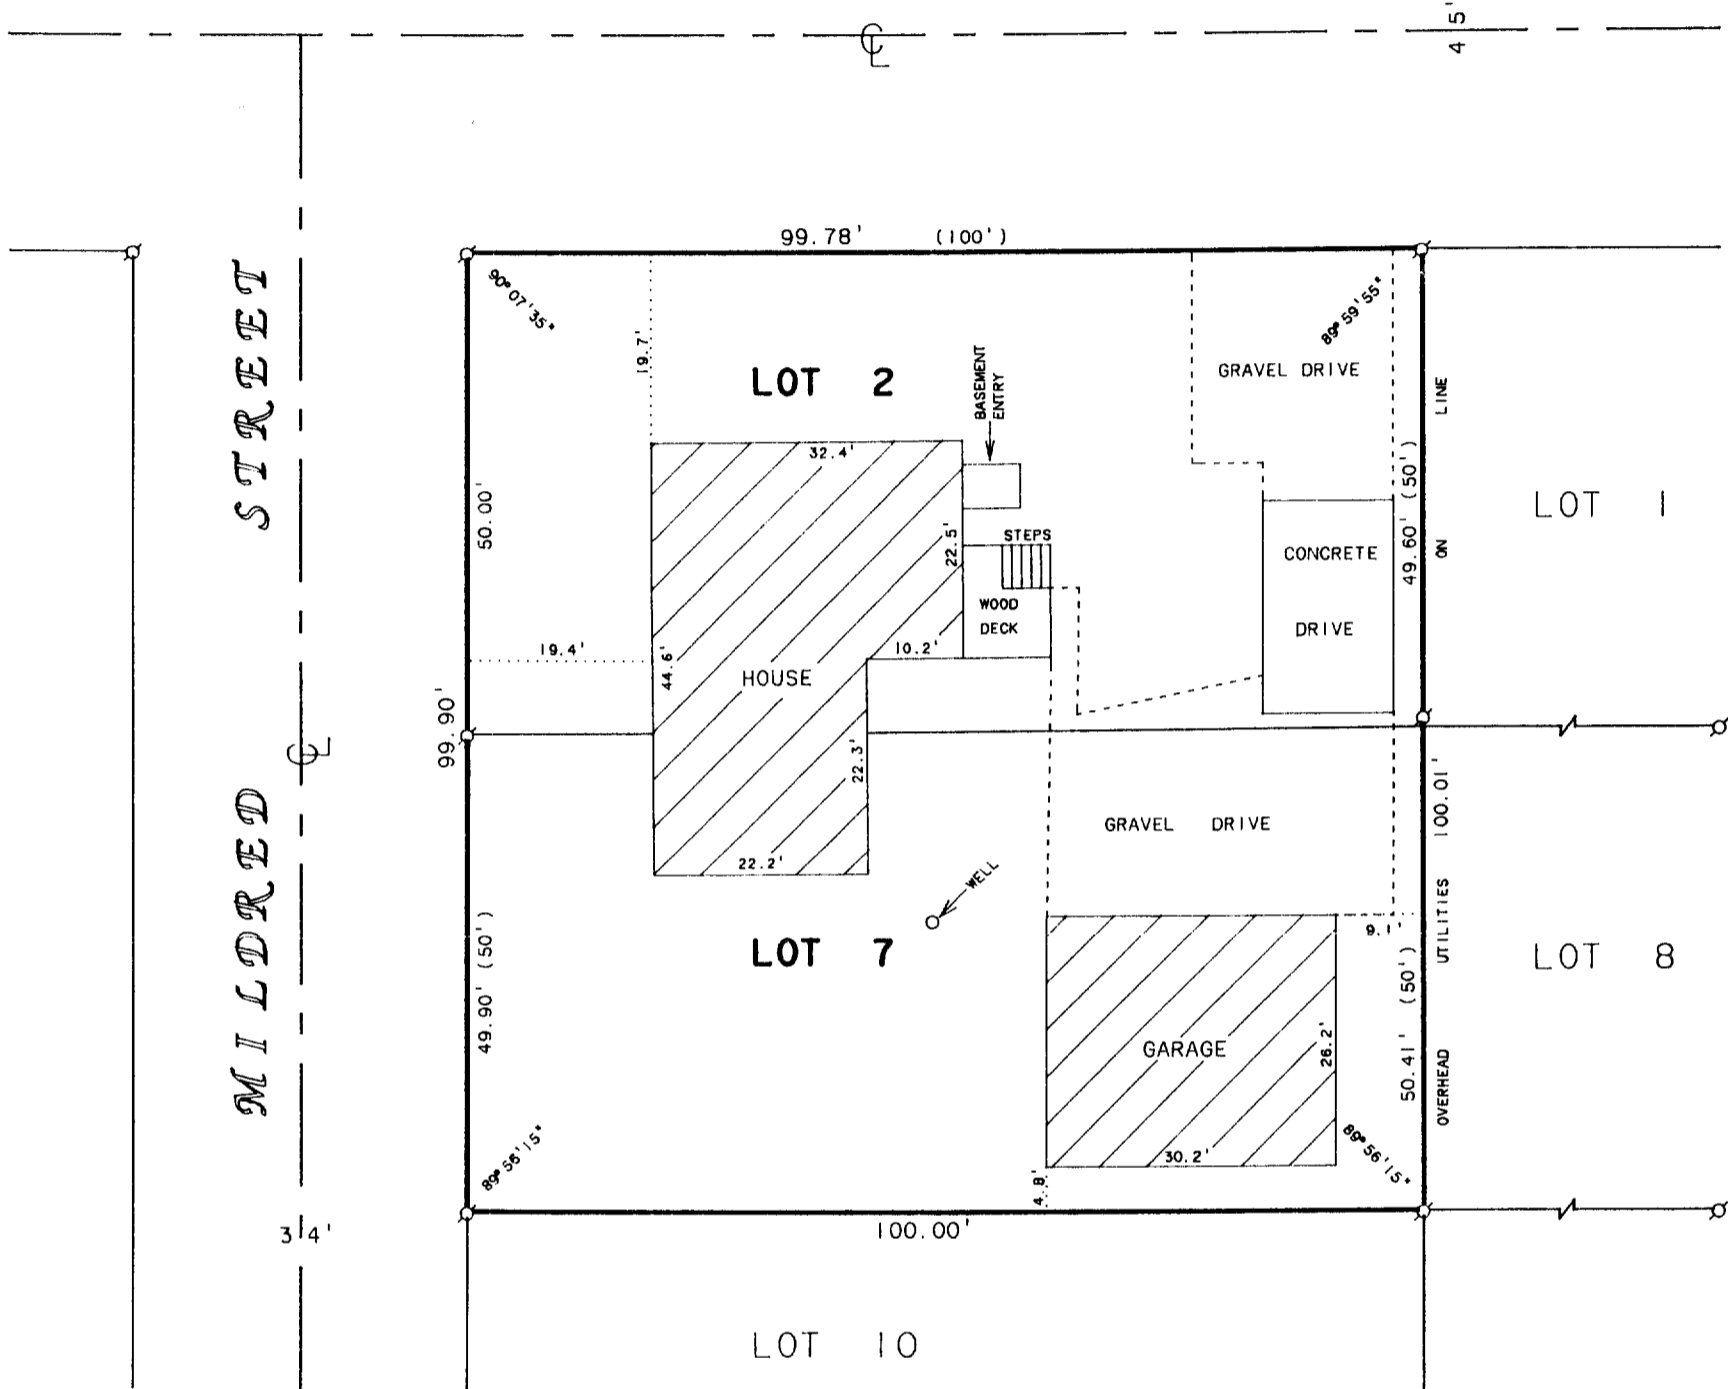 4 5'
℄
99.78' (100')
90°07'35"
89°59'55"
STREET
19.7'
LOT 2
BASEMENT
ENTRY
GRAVEL DRIVE
LINE
32.4'
50.00'
22.5'
STEPS
49.60' (50')
ON
LOT 1
CONCRETE
DRIVE
WOOD
DECK
19.4'
10.2'
44.6'
HOUSE
99.90'
℄
22.3'
100.01'
MILDRED
GRAVEL DRIVE
22.2'
WELL
9.1'
UTILITIES
LOT 7
LOT 8
49.90' (50')
50.41' (50')
GARAGE
26.2'
OVERHEAD
89°56'15"
30.2'
89°56'15"
4.8'
34'
100.00'
LOT 10